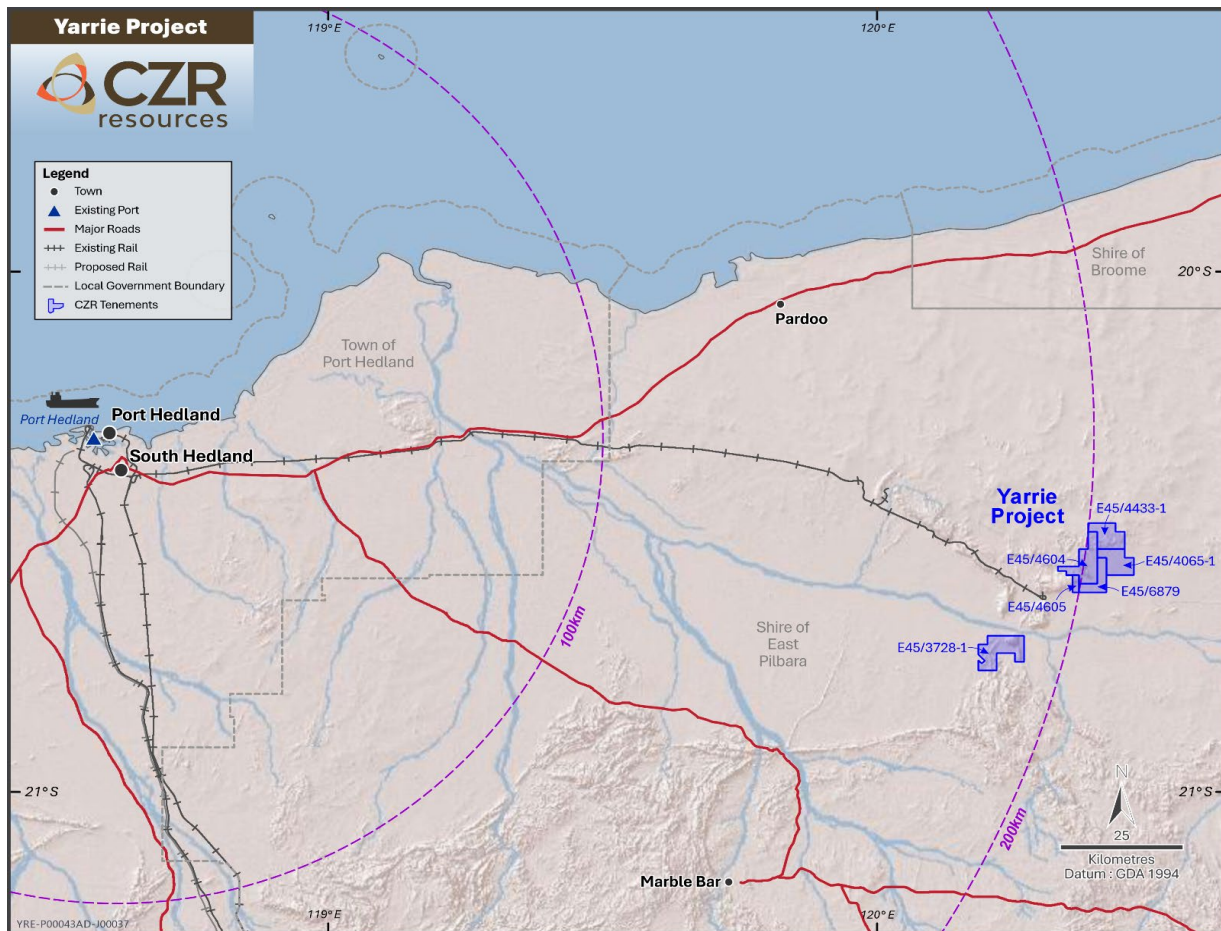 Yarrie Project
CZR
resources
119°E
120°E
Legend
Town
Existing Port
Major Roads
Existing Rail
Proposed Rail
Local Government Boundary
CZR Tenements
20°S
Shire of
Broome
Pardoo
Town of
Port Hedland
Port Hedland
Port Hedland
South Hedland
Yarrie
Project
E45/4433-1
E45/4604
E45/4065-1
E45/6879
E45/4605
E45/3728-1
100km
Shire of
East
Pilbara
21°S
21°S
N
25
Kilometres
Datum : GDA 1994
200km
Marble Bar
YRE-P00043AD-J00037
119°E
120°E